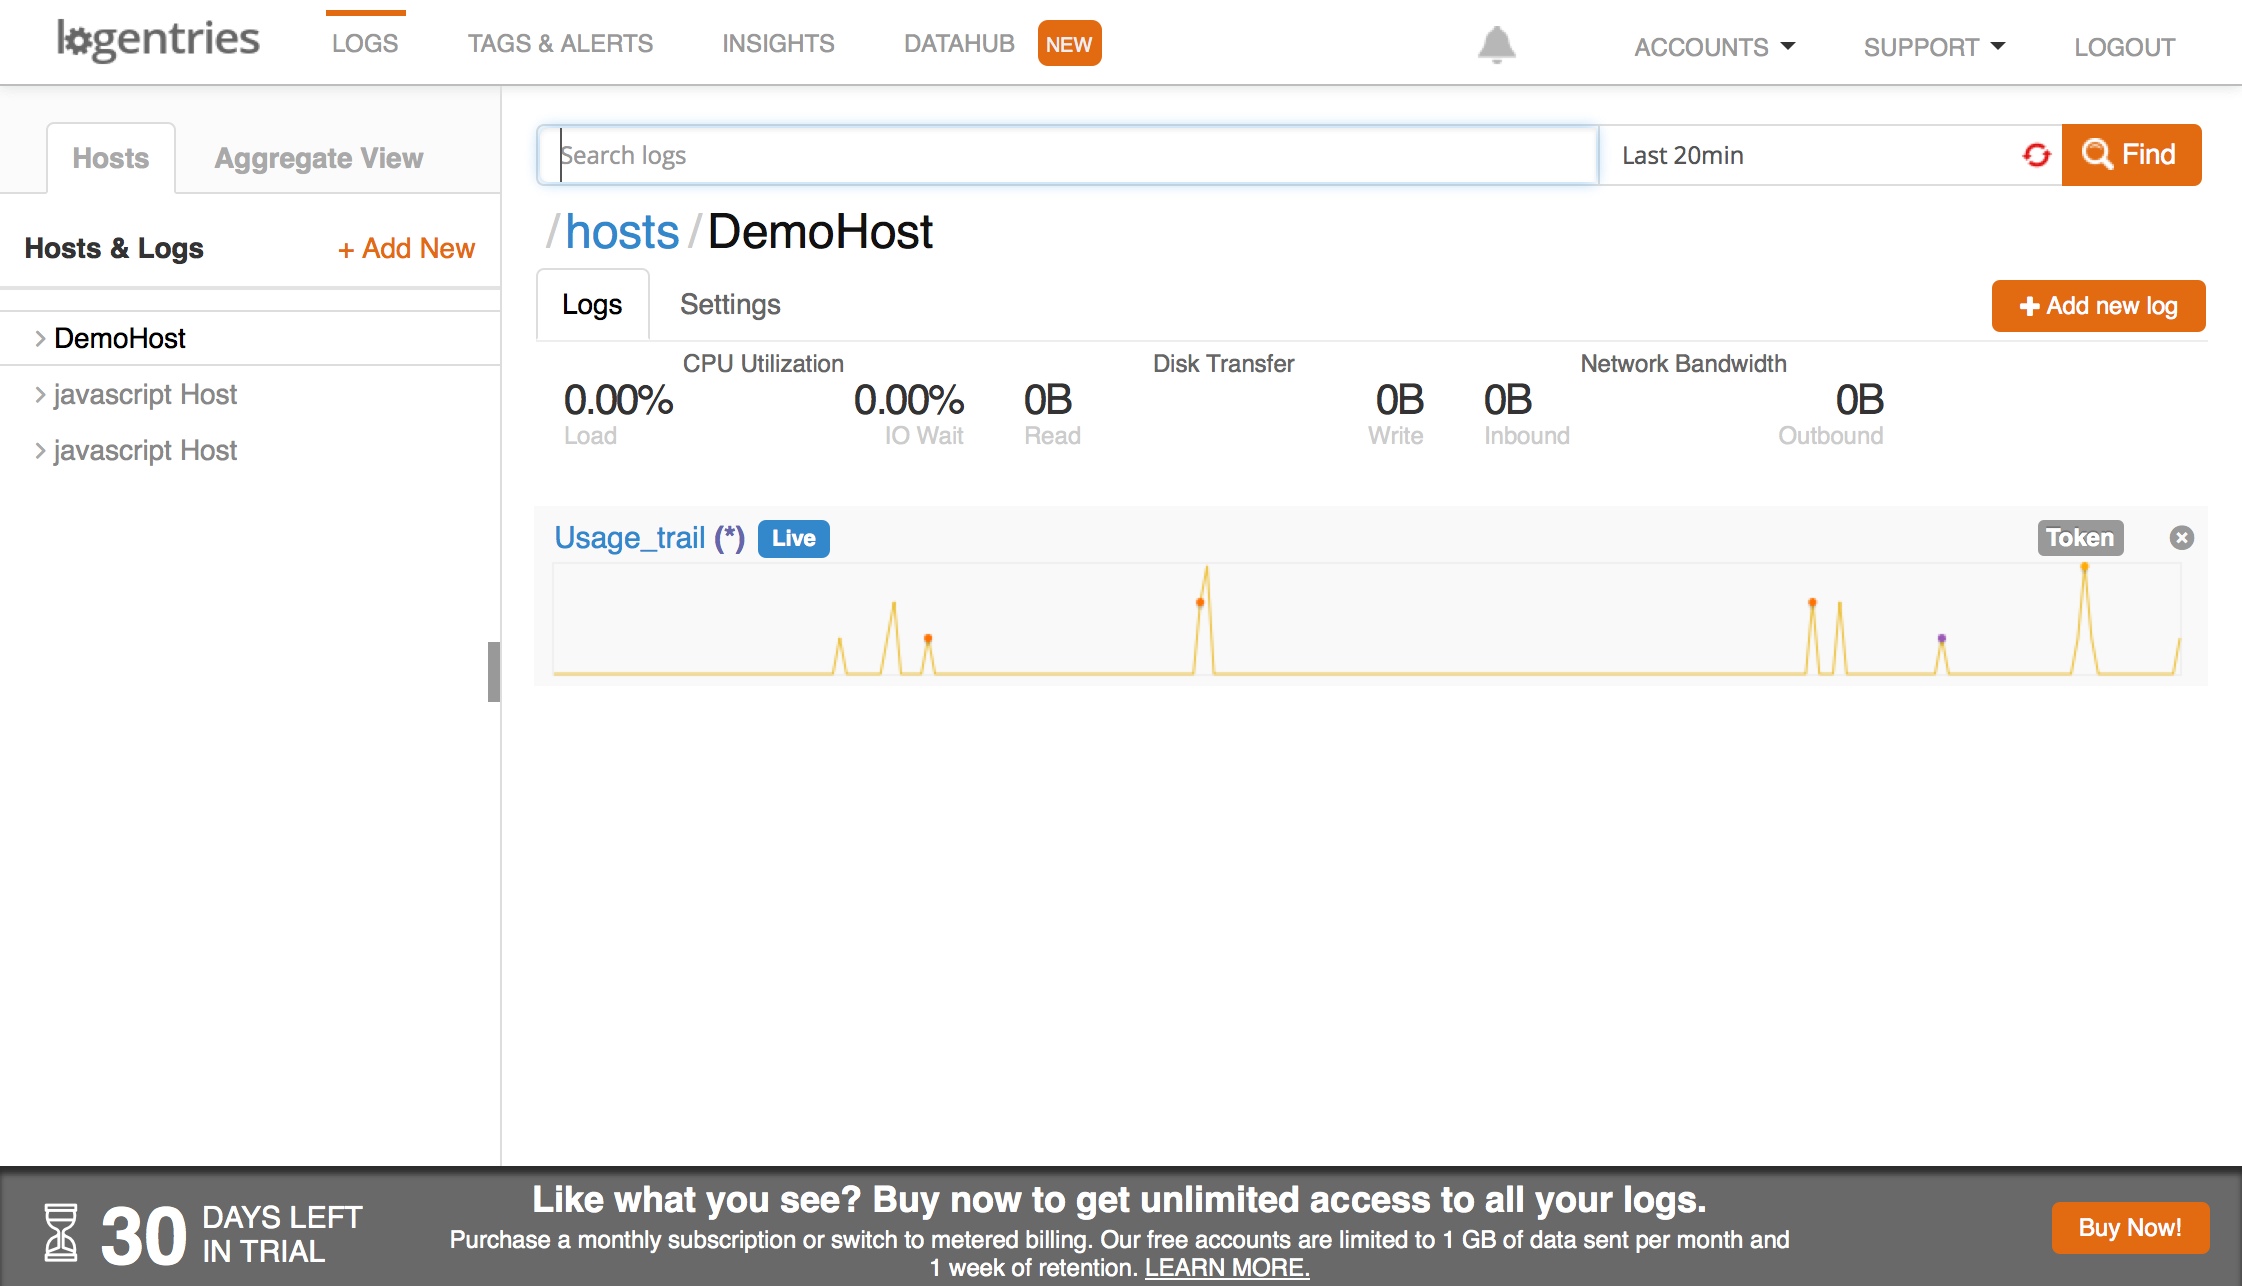 logentries
LOGS TAGS & ALERTS INSIGHTS DATAHUB NEW ACCOUNTS SUPPORT LOGOUT
Hosts Aggregate View
Search logs Last 20min Find
/ hosts / DemoHost
Hosts & Logs + Add New
Logs Settings Add new log
DemoHost
javascript Host
javascript Host
CPU Utilization Disk Transfer Network Bandwidth
0.00% 0.00% 0B 0B 0B 0B
Load IO Wait Read Write Inbound Outbound
Usage_trail (*) Live Token
30 DAYS LEFT
IN TRIAL
Like what you see? Buy now to get unlimited access to all your logs.
Purchase a monthly subscription or switch to metered billing. Our free accounts are limited to 1 GB of data sent per month and
1 week of retention. LEARN MORE.
Buy Now!